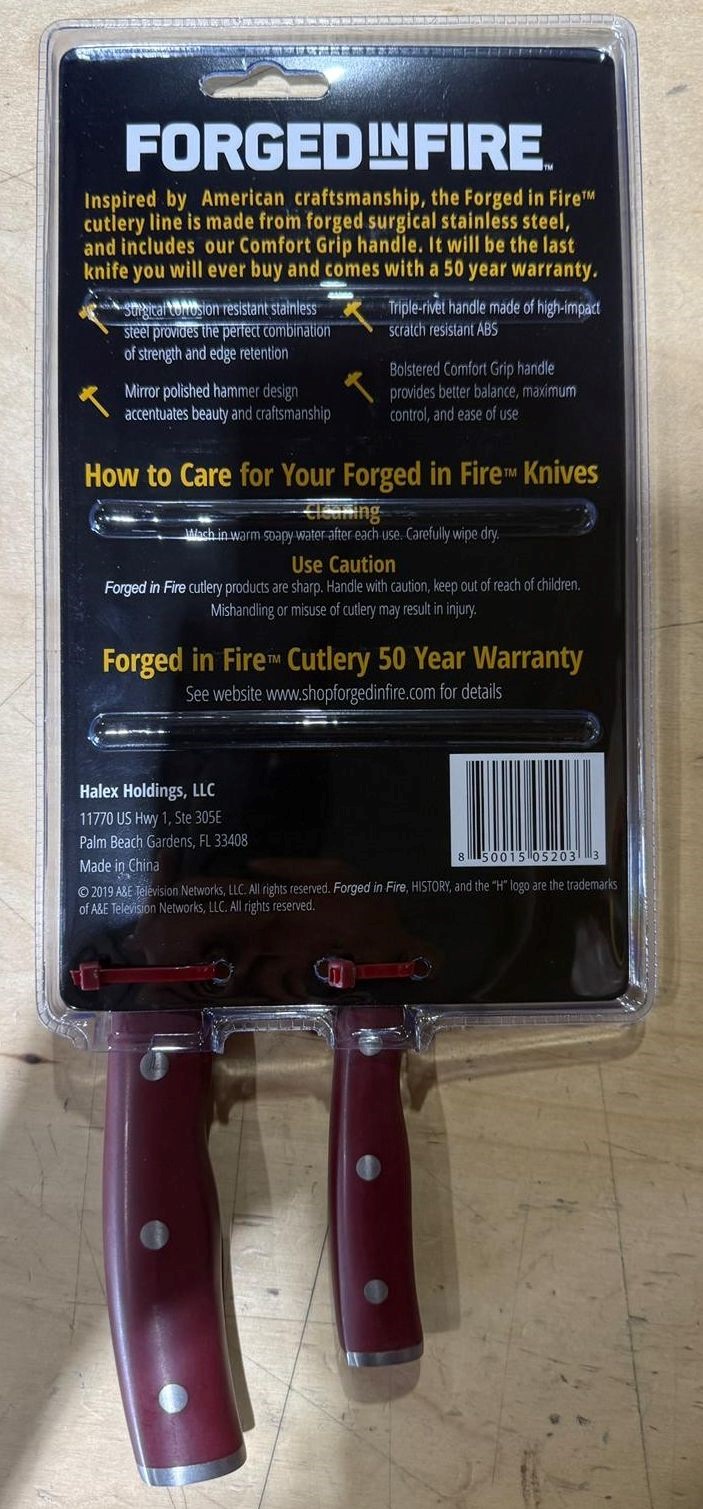 FORGED IN FIRE™
Inspired by American craftsmanship, the Forged in Fire™
cutlery line is made from forged surgical stainless steel,
and includes our Comfort Grip handle. It will be the last
knife you will ever buy and comes with a 50 year warranty.
Surgical corrosion resistant stainless
steel provides the perfect combination
of strength and edge retention
Mirror polished hammer design
accentuates beauty and craftsmanship
Triple-rivet handle made of high-impact
scratch resistant ABS
Bolstered Comfort Grip handle
provides better balance, maximum
control, and ease of use
How to Care for Your Forged in Fire™ Knives
Cleaning
Wash in warm soapy water after each use. Carefully wipe dry.
Use Caution
Forged in Fire cutlery products are sharp. Handle with caution, keep out of reach of children.
Mishandling or misuse of cutlery may result in injury.
Forged in Fire™ Cutlery 50 Year Warranty
See website www.shopforgedinfire.com for details
Halex Holdings, LLC
11770 US Hwy 1, Ste 305E
Palm Beach Gardens, FL 33408
Made in China
8 50015 05203 3
© 2019 A&E Television Networks, LLC. All rights reserved. Forged in Fire, HISTORY, and the “H” logo are the trademarks
of A&E Television Networks, LLC. All rights reserved.